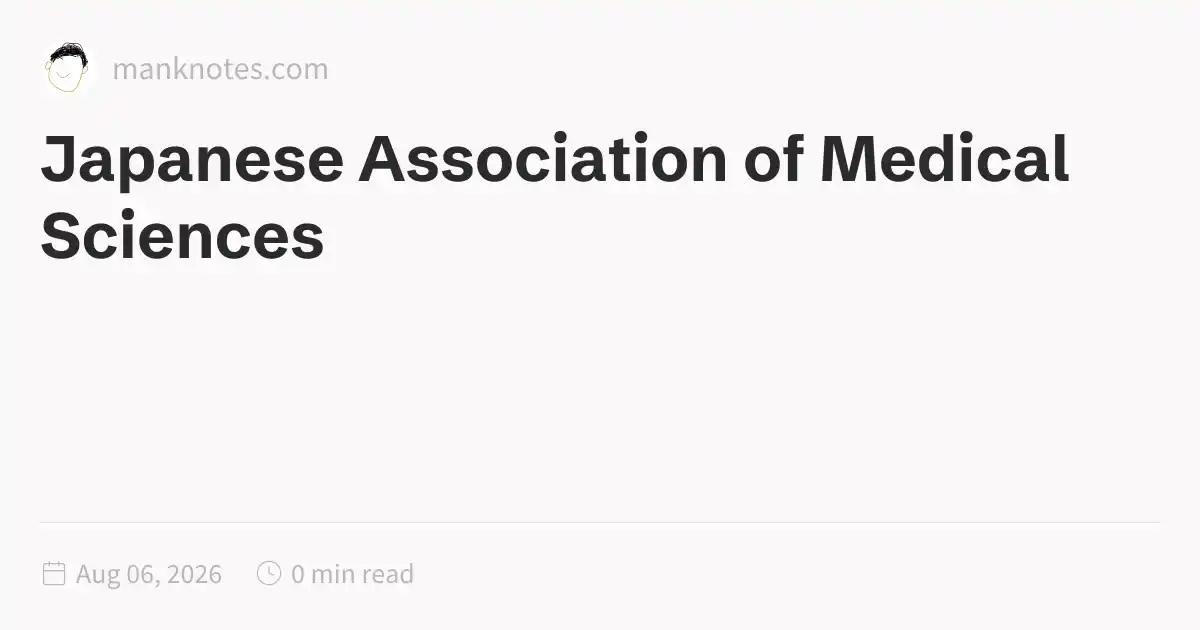 manknotes.com
Japanese Association of Medical
Sciences
Aug 06, 2026
0 min read